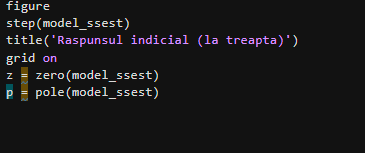 figure
step(model_ssest)
title('Raspunsul indicial (la treapta)')
grid on
z = zero(model_ssest)
p = pole(model_ssest)